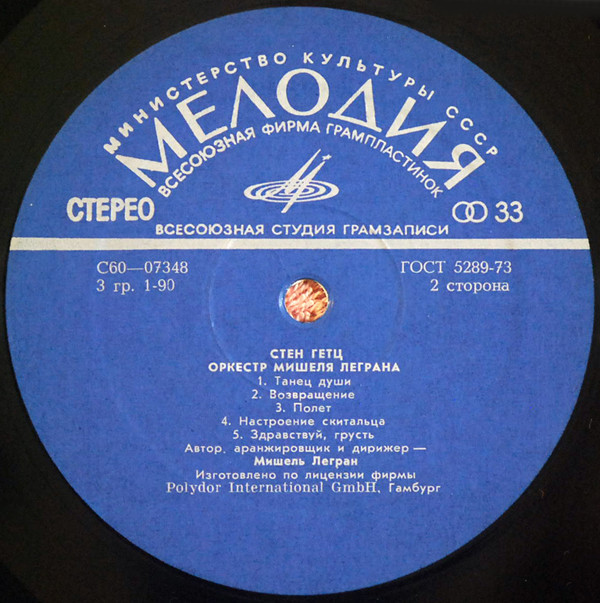 МИНИСТЕРСТВО КУЛЬТУРЫ СССР
МЕЛОДИЯ
ВСЕСОЮЗНАЯ ФИРМА ГРАМПЛАСТИНОК
СТЕРЕО
33
ВСЕСОЮЗНАЯ СТУДИЯ ГРАМЗАПИСИ
С60—07348
ГОСТ 5289-73
3 гр. 1-90
2 сторона
СТЕН ГЕТЦ
ОРКЕСТР МИШЕЛЯ ЛЕГРАНА
1. Танец души
2. Возвращение
3. Полет
4. Настроение скитальца
5. Здравствуй, грусть
Автор, аранжировщик и дирижер —
Мишель Легран
Изготовлено по лицензии фирмы
Polydor International GmbH, Гамбург